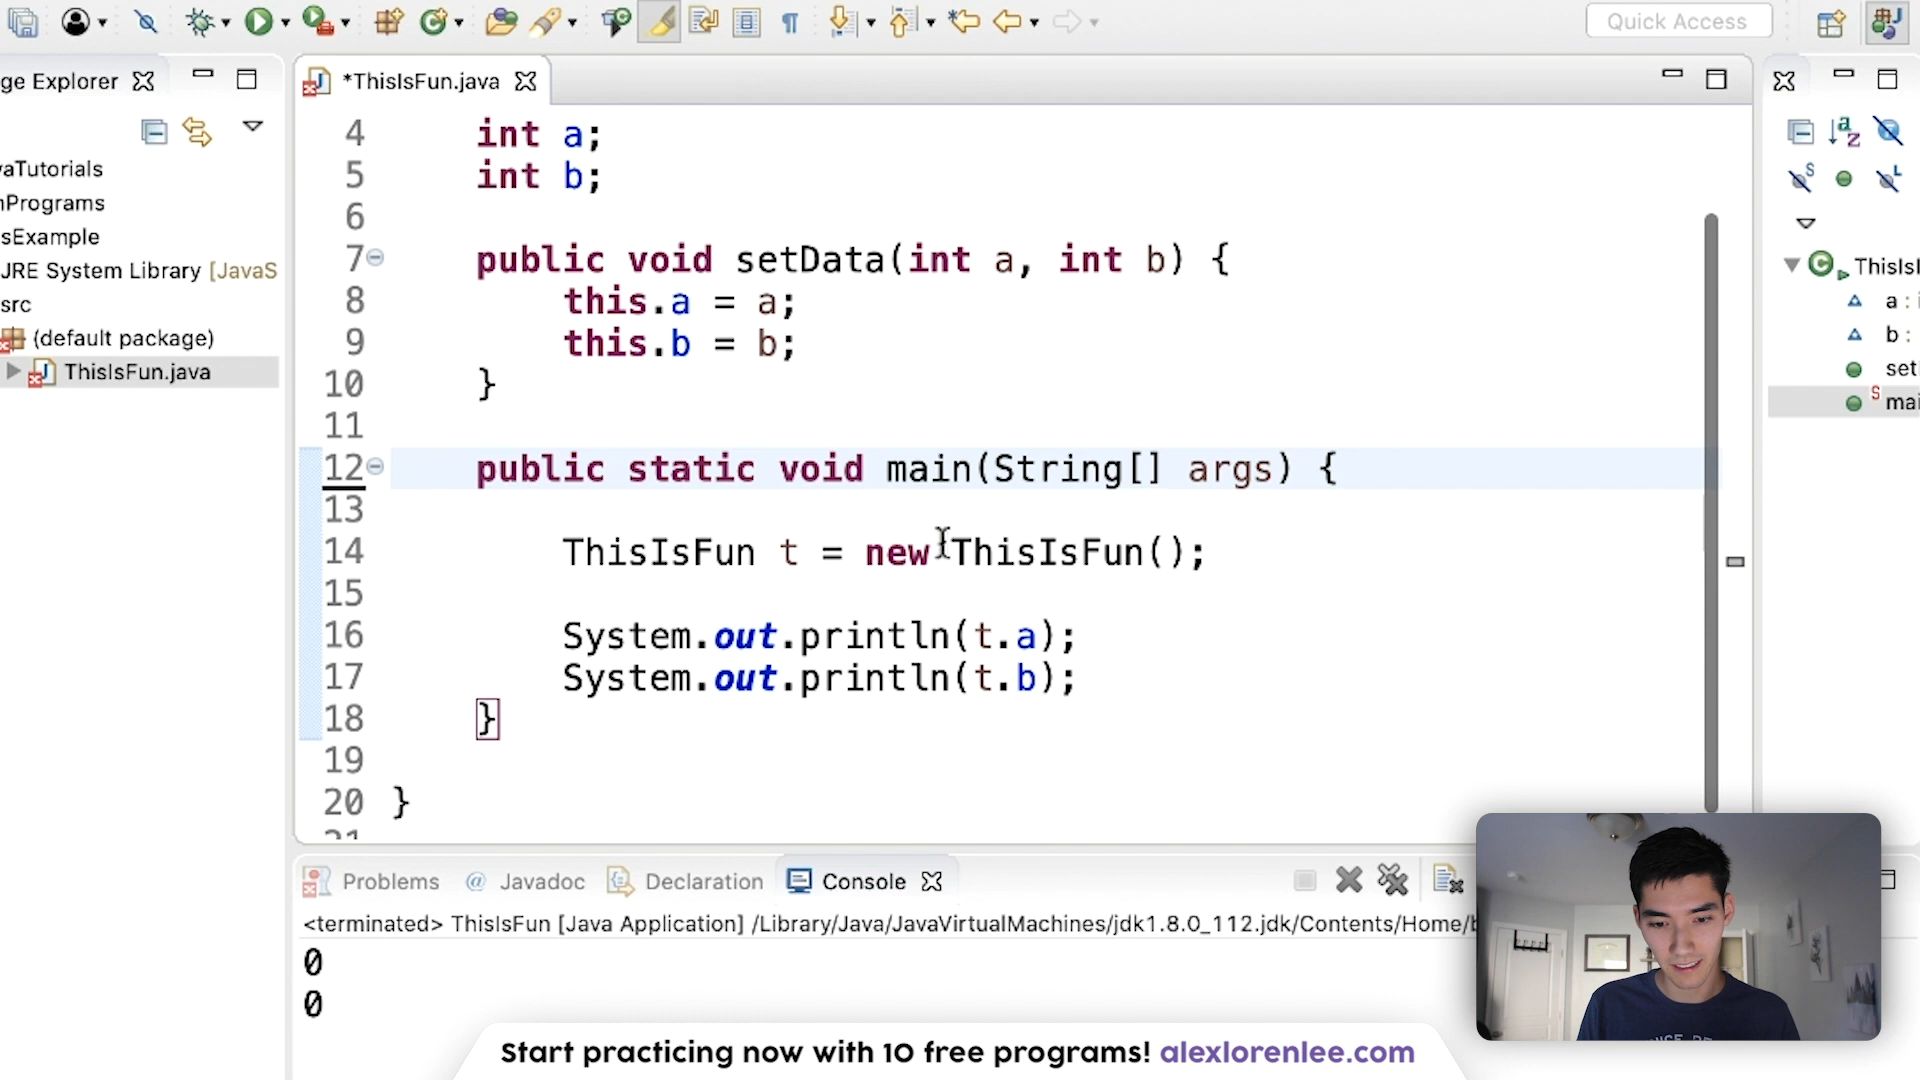 Quick Access
ge Explorer
*ThisIsFun.java
vaTutorials
nPrograms
sExample
JRE System Library [JavaS
src
(default package)
ThisIsFun.java
4 int a;
5 int b;
6
7 public void setData(int a, int b) {
8 this.a = a;
9 this.b = b;
10 }
11
12 public static void main(String[] args) {
13
14 ThisIsFun t = new ThisIsFun();
15
16 System.out.println(t.a);
17 System.out.println(t.b);
18 }
19
20 }
21
ThisIsF
a : i
b :
set
S mai
Problems @ Javadoc Declaration Console
<terminated> ThisIsFun [Java Application] /Library/Java/JavaVirtualMachines/jdk1.8.0_112.jdk/Contents/Home/b
0
0
Start practicing now with 10 free programs! alexlorenlee.com